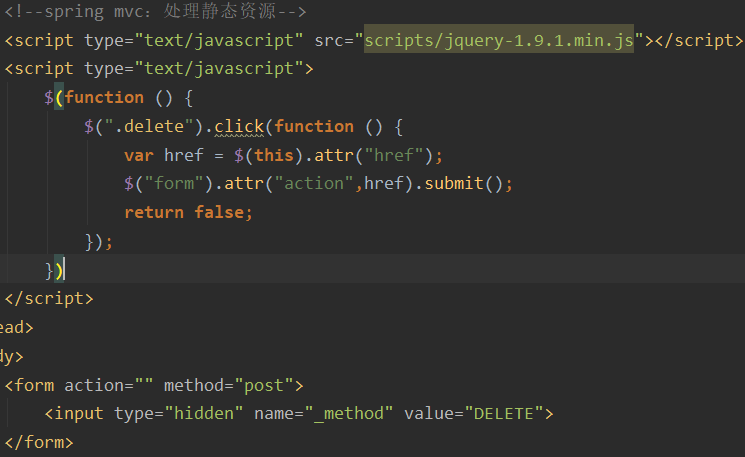 <!--spring mvc：处理静态资源-->
<script type="text/javascript" src="scripts/jquery-1.9.1.min.js"></script>
<script type="text/javascript">
$(function () {
$(".delete").click(function () {
var href = $(this).attr("href");
$("form").attr("action",href).submit();
return false;
});
})
</script>
ead>
dy>
<form action="" method="post">
<input type="hidden" name="_method" value="DELETE">
</form>